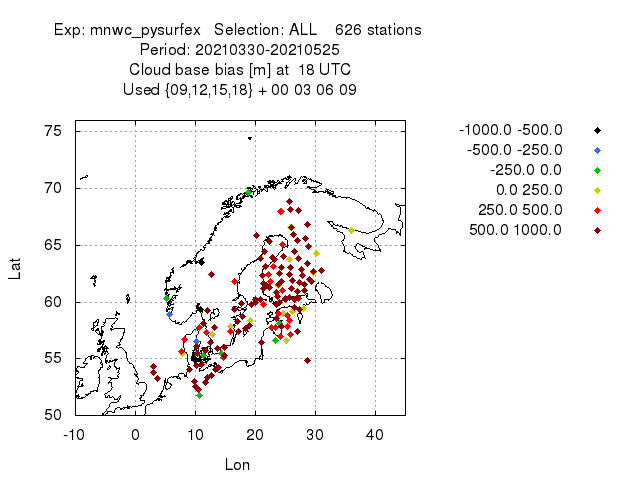 Exp: mnwc_pysurfex   Selection: ALL    626 stations
Period: 20210330-20210525
Cloud base bias [m] at  18 UTC
Used {09,12,15,18} + 00 03 06 09
-1000.0 -500.0
-500.0 -250.0
-250.0 0.0
0.0 250.0
250.0 500.0
500.0 1000.0
75
70
65
60
55
50
Lat
-10 0 10 20 30 40
Lon